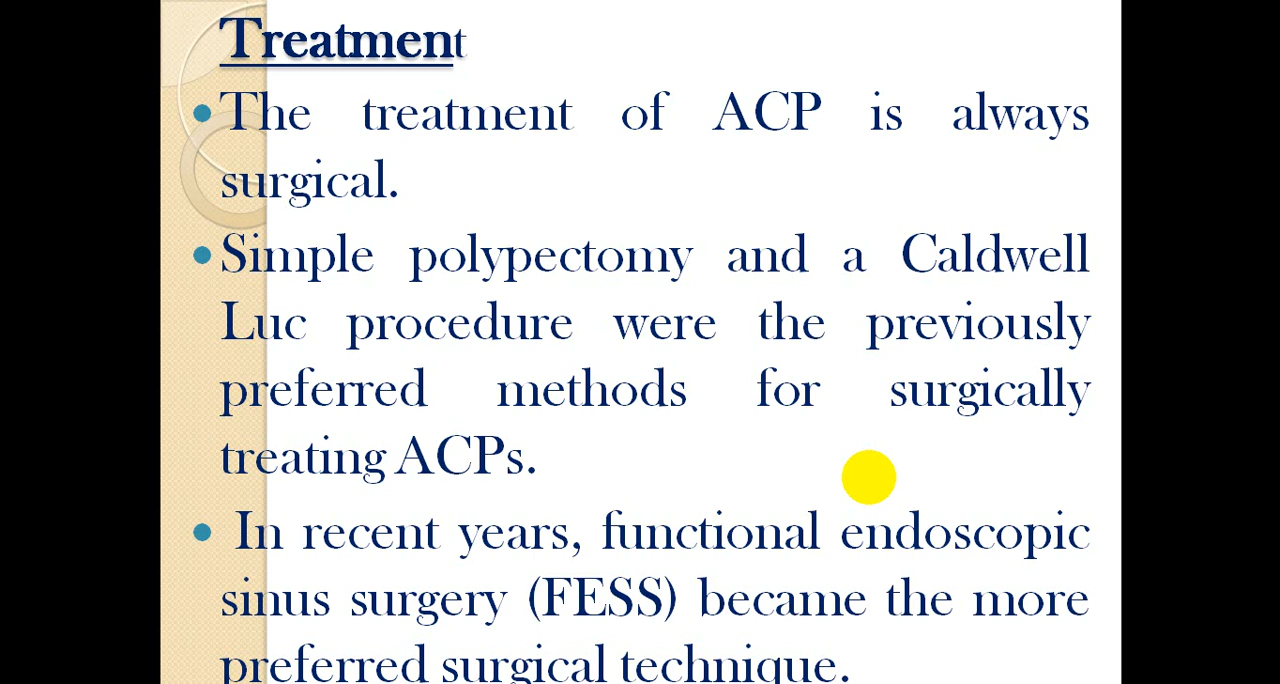 Treatment
•The treatment of ACP is always
surgical.
•Simple polypectomy and a Caldwell
Luc procedure were the previously
preferred methods for surgically
treating ACPs.
• In recent years, functional endoscopic
sinus surgery (FESS) became the more
preferred surgical technique.